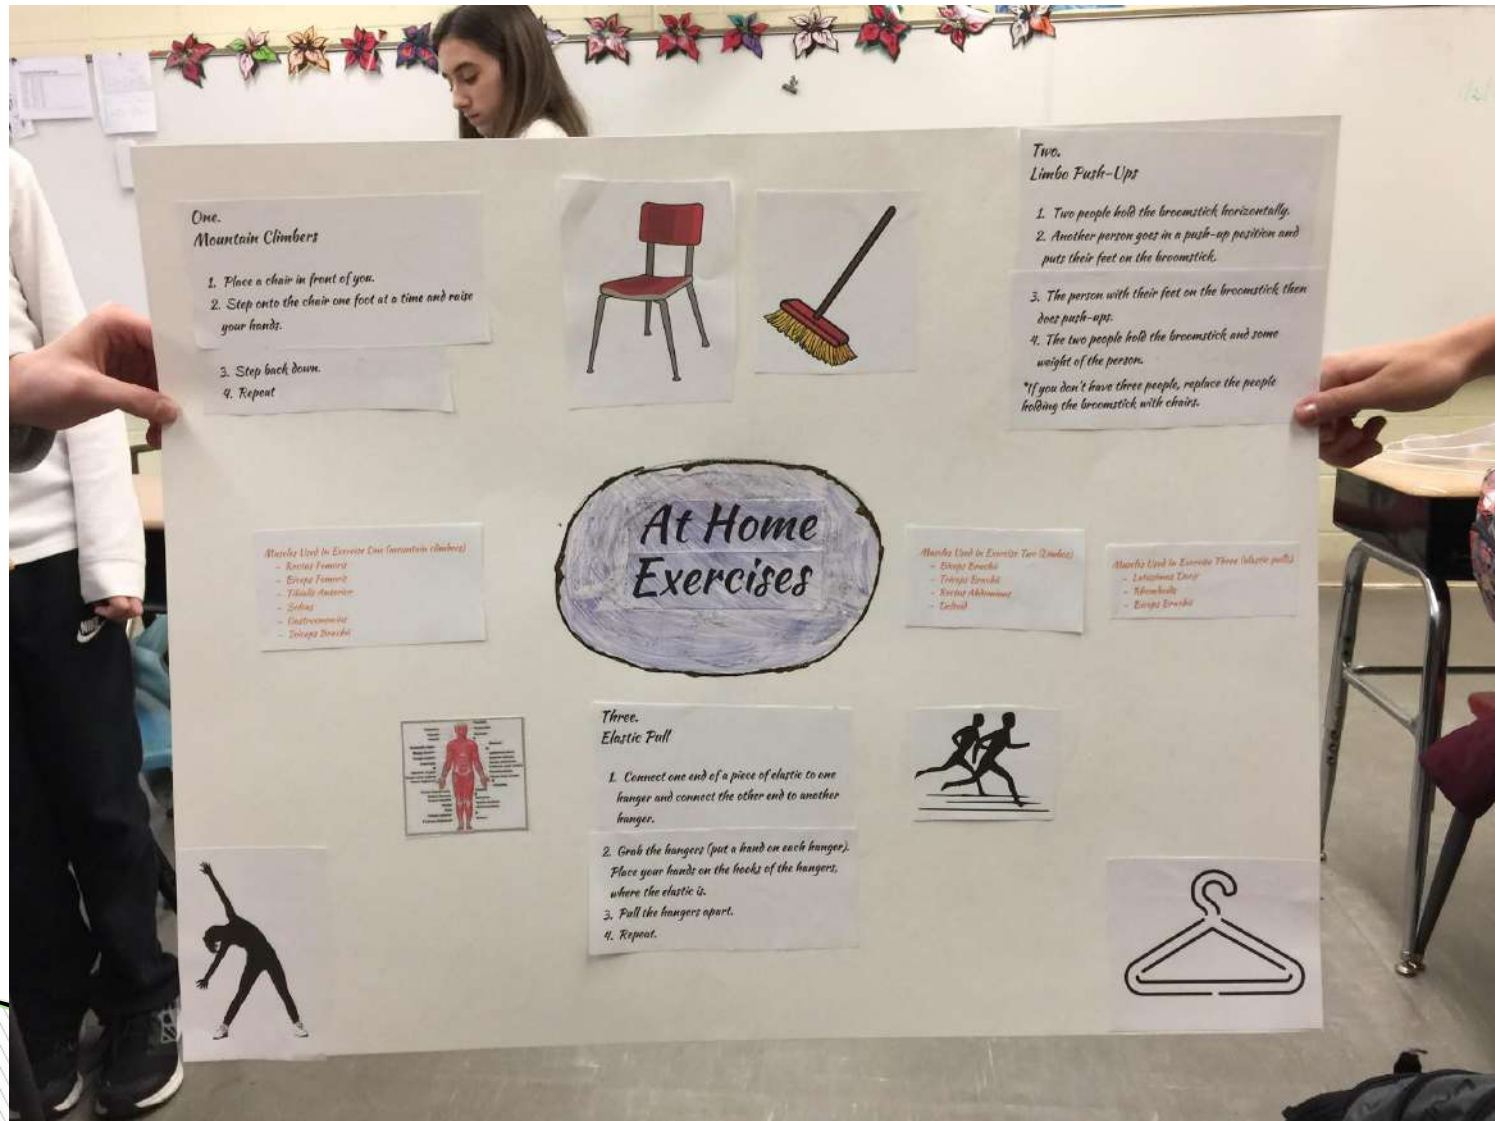 One.
Mountain Climbers
1. Place a chair in front of you.
2. Step onto the chair one foot at a time and raise
your hands.
3. Step back down.
4. Repeat
Two.
Limbo Push-Ups
1. Two people hold the broomstick horizontally.
2. Another person goes in a push-up position and
puts their feet on the broomstick.
3. The person with their feet on the broomstick then
does push-ups.
4. The two people hold the broomstick and some
weight of the person.
*If you don't have three people, replace the people
holding the broomstick with chairs.
At Home
Exercises
Muscles Used In Exercise One (mountain climbers)
- Rectus Femoris
- Biceps Femoris
- Tibialis Anterior
- Soleus
- Gastrocnemius
- Triceps Brachii
Muscles Used In Exercise Two (Limbos)
- Biceps Brachii
- Triceps Brachii
- Rectus Abdominus
- Deltoid
Muscles Used In Exercise Three (elastic pulls)
- Latissimus Dorsi
- Rhomboids
- Biceps Brachii
Three.
Elastic Pull
1. Connect one end of a piece of elastic to one
hanger and connect the other end to another
hanger.
2. Grab the hangers (put a hand on each hanger).
Place your hands on the hooks of the hangers,
where the elastic is.
3. Pull the hangers apart.
4. Repeat.